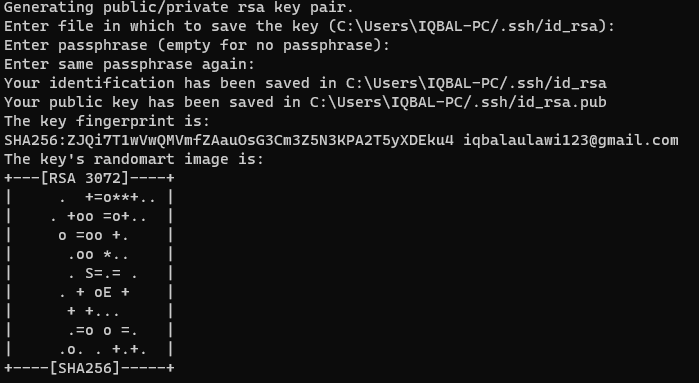 Generating public/private rsa key pair.
Enter file in which to save the key (C:\Users\IQBAL-PC/.ssh/id_rsa):
Enter passphrase (empty for no passphrase):
Enter same passphrase again:
Your identification has been saved in C:\Users\IQBAL-PC/.ssh/id_rsa
Your public key has been saved in C:\Users\IQBAL-PC/.ssh/id_rsa.pub
The key fingerprint is:
SHA256:ZJQi7T1wVwQMVmfZAauOsG3Cm3Z5N3KPA2T5yXDEku4 iqbalaulawi123@gmail.com
The key's randomart image is:
+---[RSA 3072]----+
|     .  +=o**+.. |
|    . +oo =o+..  |
|     o =oo +.    |
|      .oo *..    |
|      . S=.= .   |
|     . + oE +    |
|      + +...     |
|      .=o o =.   |
|     .o. . +.+.  |
+----[SHA256]-----+